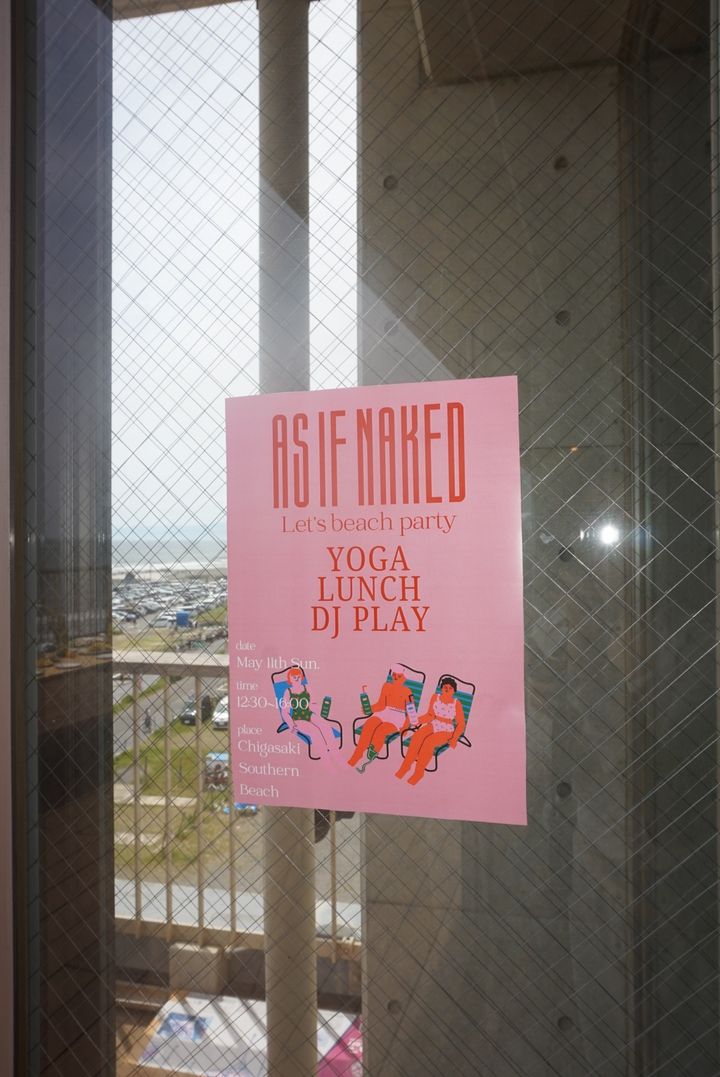 AS IF NAKED
Let's beach party
YOGA
LUNCH
DJ PLAY
date
May 11th Sun.
time
12:30~16:00
place
Chigasaki
Southern
Beach